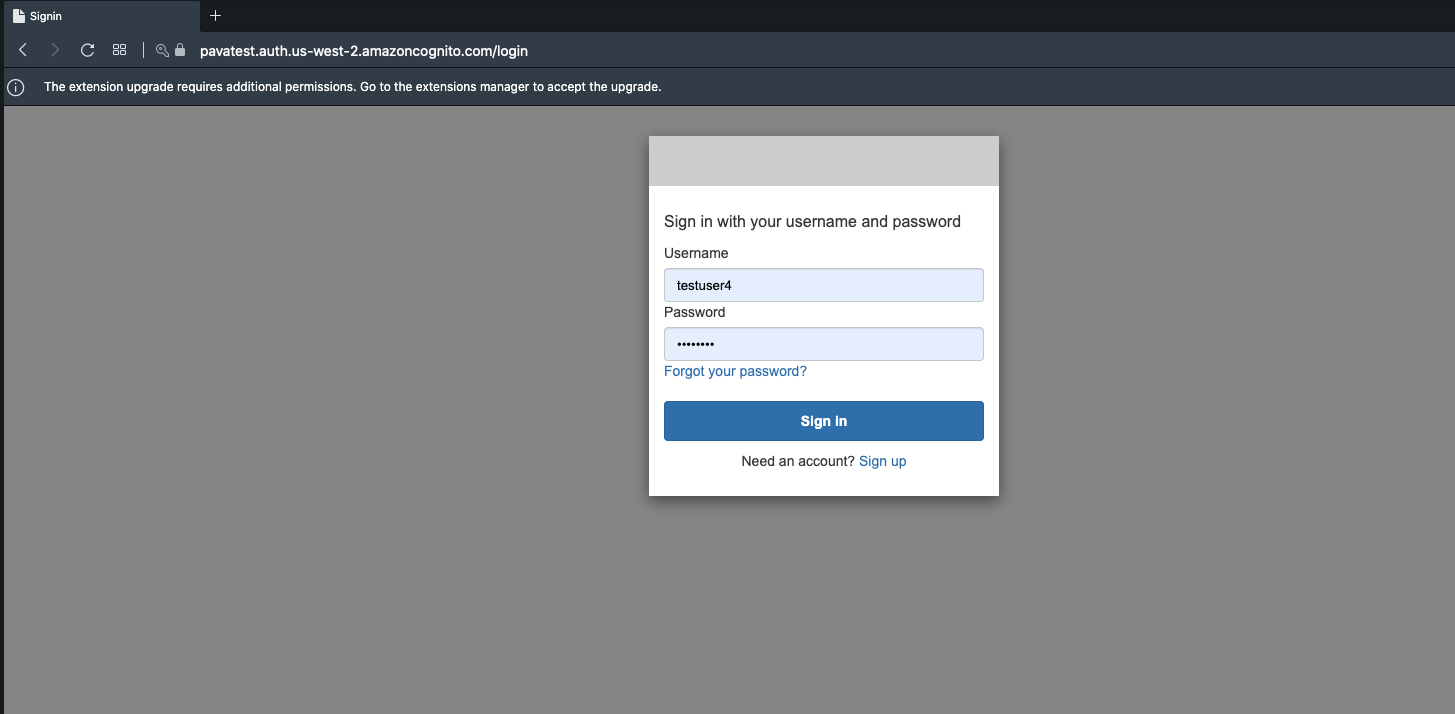 Signin
pavatest.auth.us-west-2.amazoncognito.com/login
The extension upgrade requires additional permissions. Go to the extensions manager to accept the upgrade.
Sign in with your username and password
Username
testuser4
Password
••••••••
Forgot your password?
Sign in
Need an account? Sign up